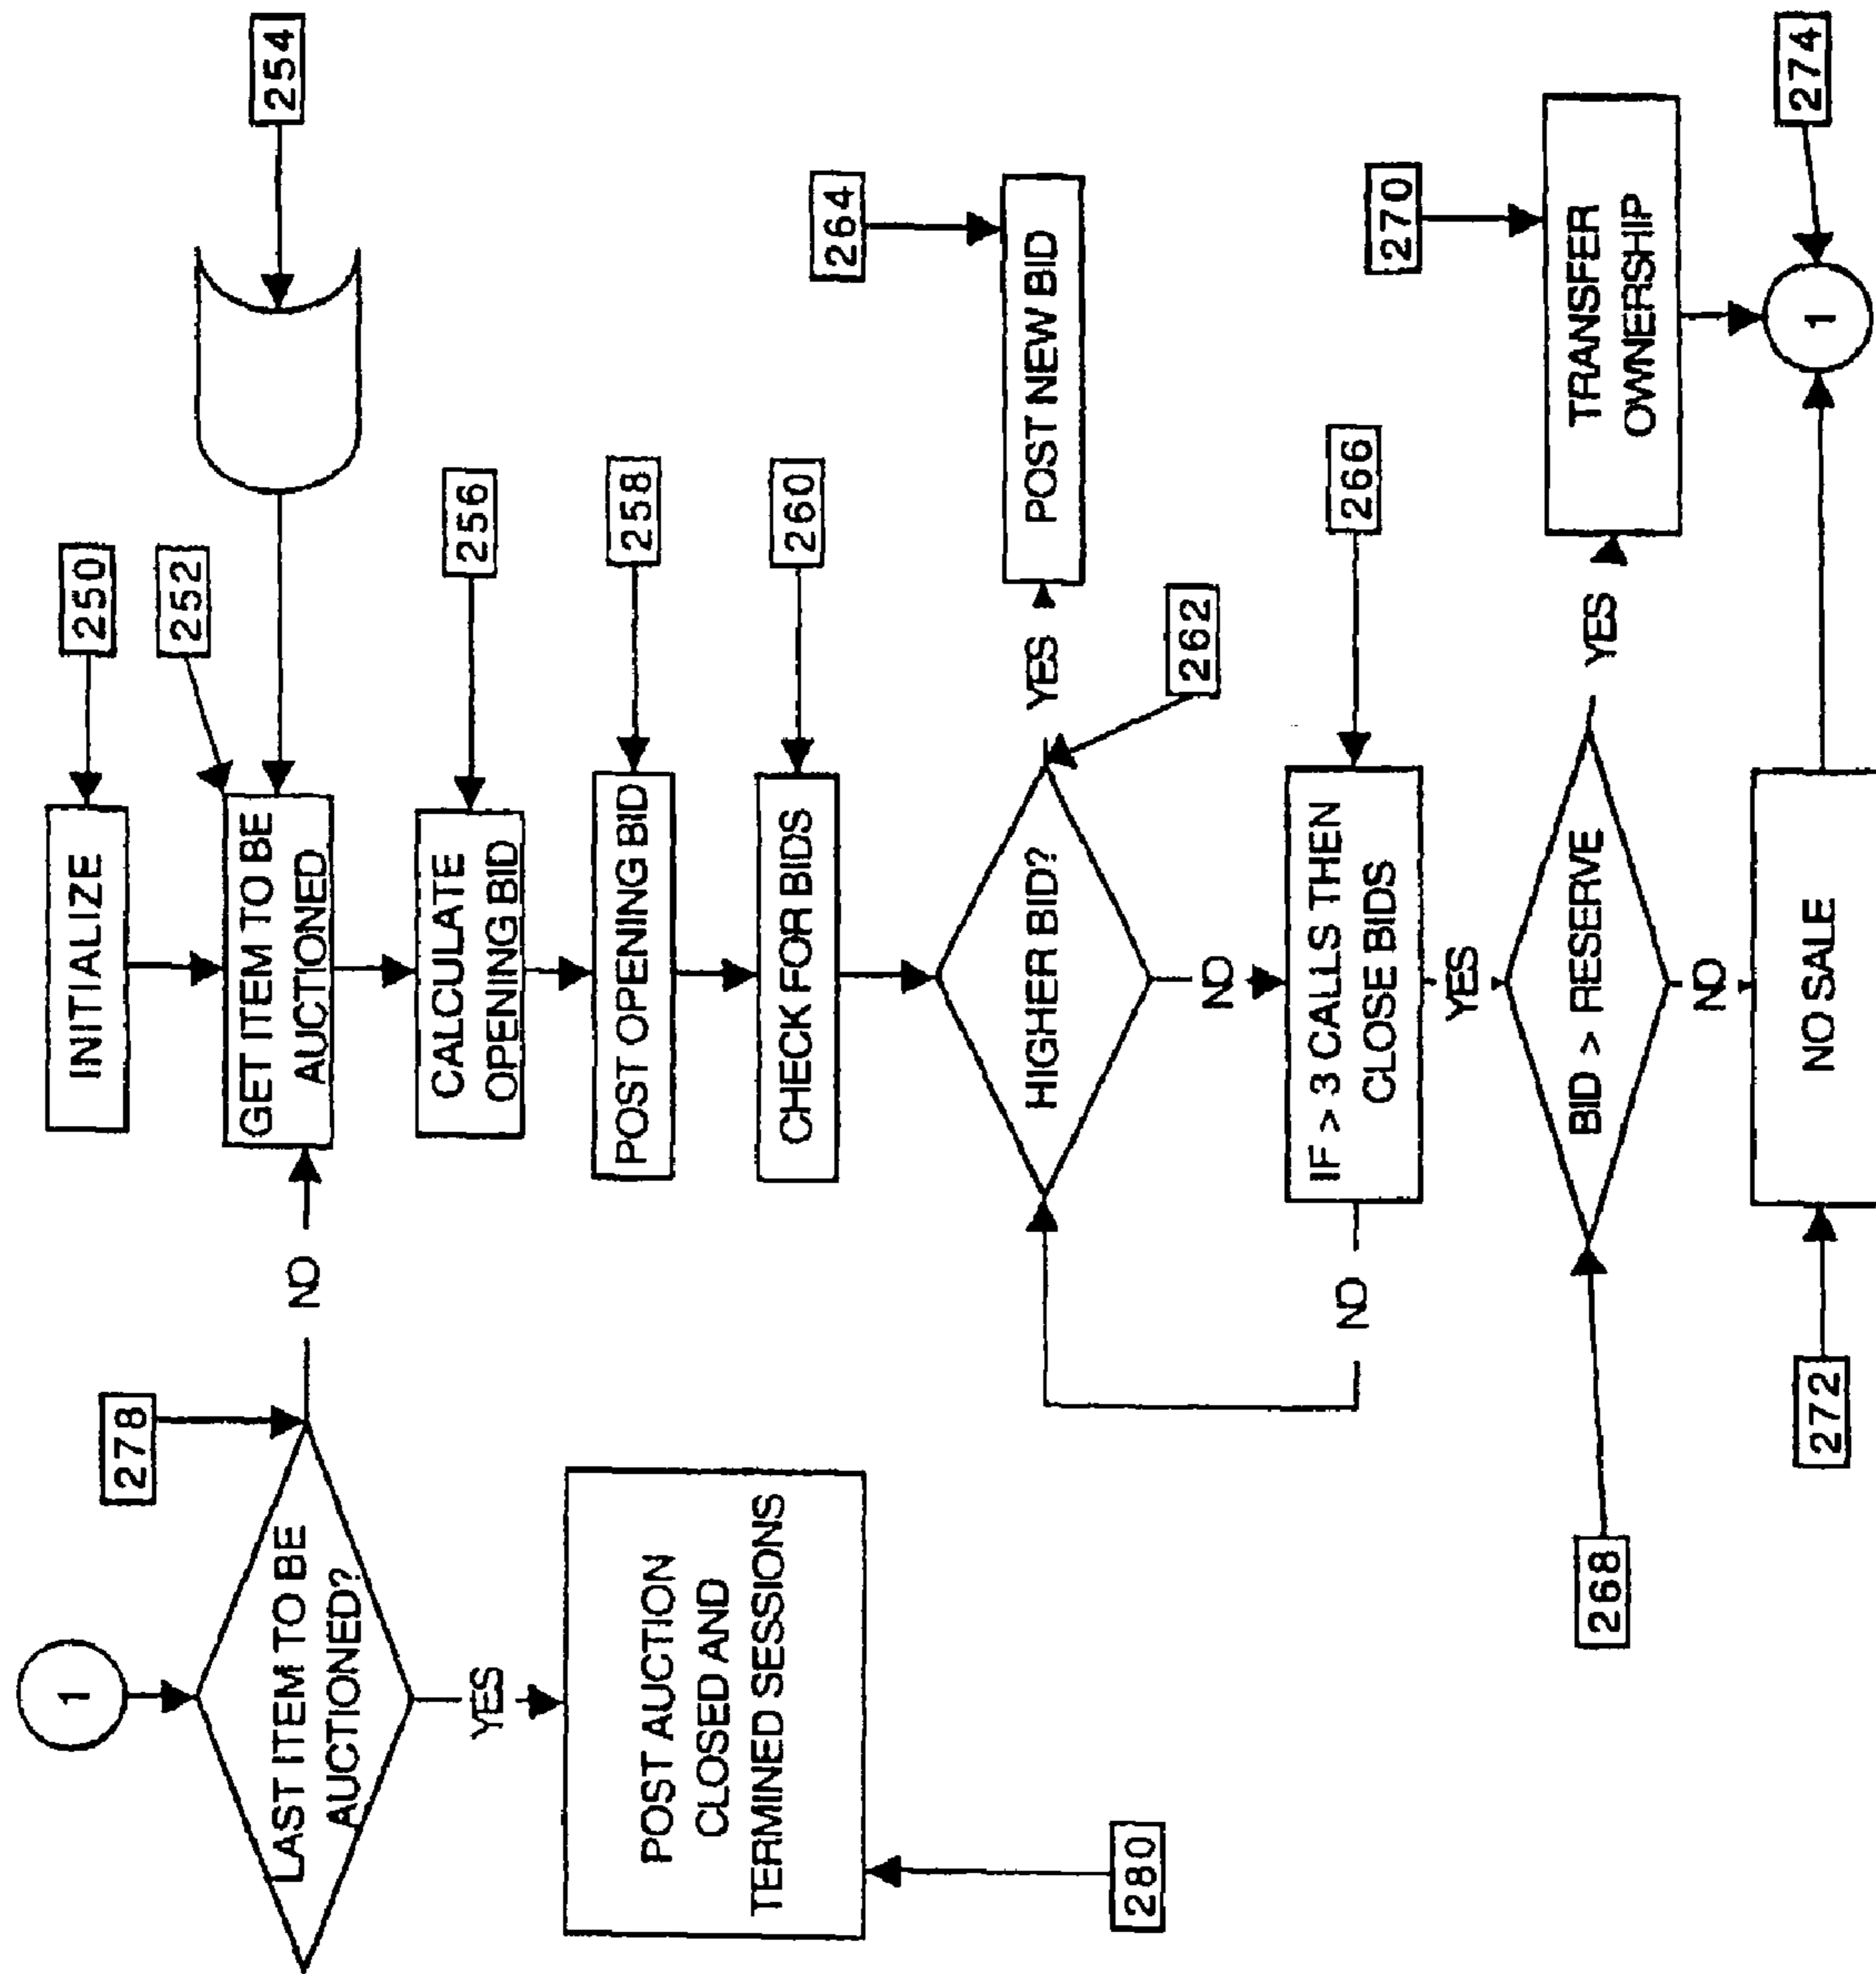 1
LAST ITEM TO BE
AUCTIONED?
278
NO
YES
POST AUCTION
CLOSED AND
TERMINED SESSIONS
280
INITIALIZE
250
252
GET ITEM TO BE
AUCTIONED
254
CALCULATE
OPENING BID
256
POST OPENING BID
258
CHECK FOR BIDS
260
HIGHER BID?
YES
262
POST NEW BID
264
NO
IF > 3 CALLS THEN
CLOSE BIDS
266
NO
YES
BID > RESERVE
268
YES
TRANSFER
OWNERSHIP
270
NO
NO SALE
272
1
274